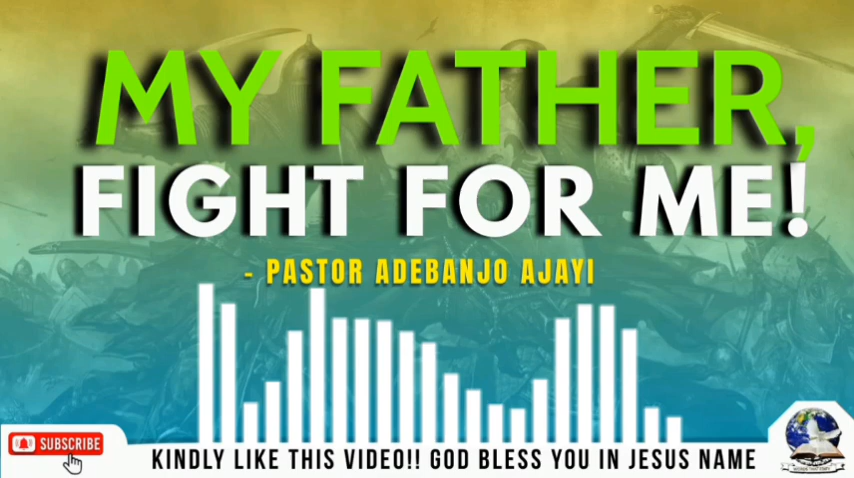 MY FATHER,
FIGHT FOR ME!
- PASTOR ADEBANJO AJAYI
SUBSCRIBE
KINDLY LIKE THIS VIDEO!! GOD BLESS YOU IN JESUS NAME